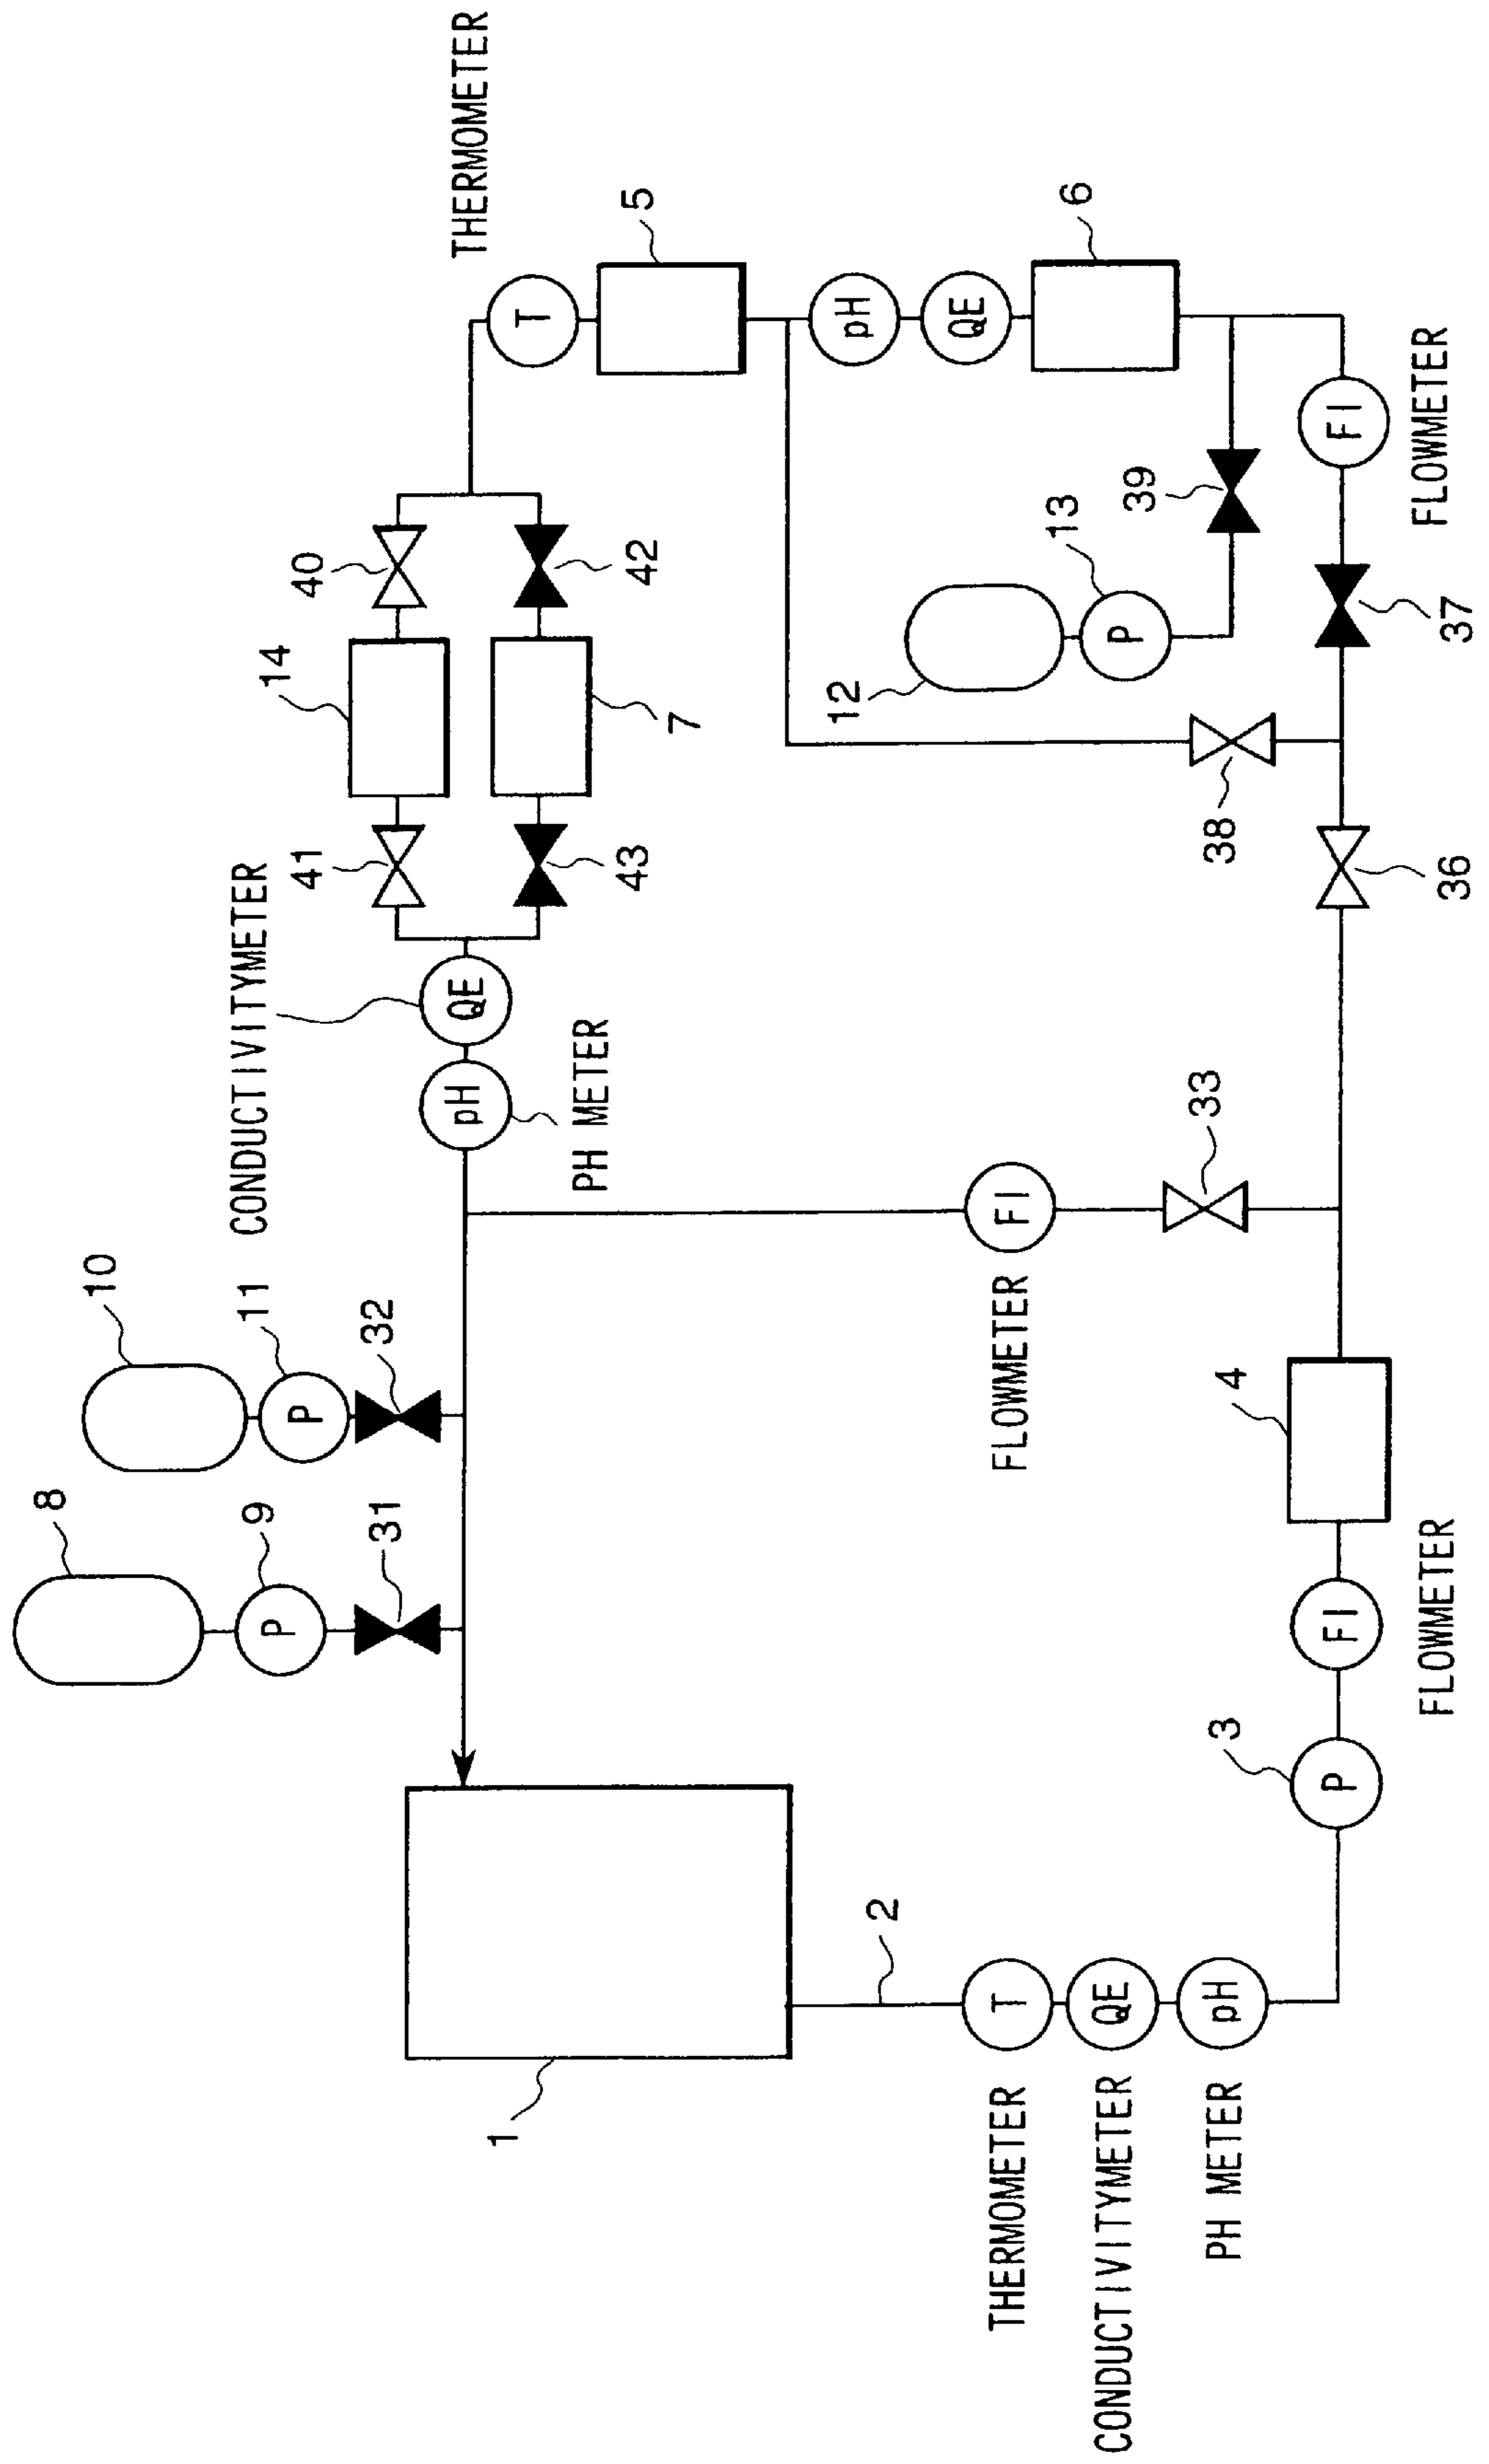 8
10
9
11
CONDUCTIVITYMETER
P
14
P
41
40
31
32
pH
QE
THERMOMETER
1
T
PH METER
43
42
5
7
12
pH
2
QE
THERMOMETER
T
FLOWMETER
FI
13
6
CONDUCTIVITYMETER
QE
P
39
PH METER
pH
3
4
33
38
P
FI
FI
FLOWMETER
FLOWMETER
36
37